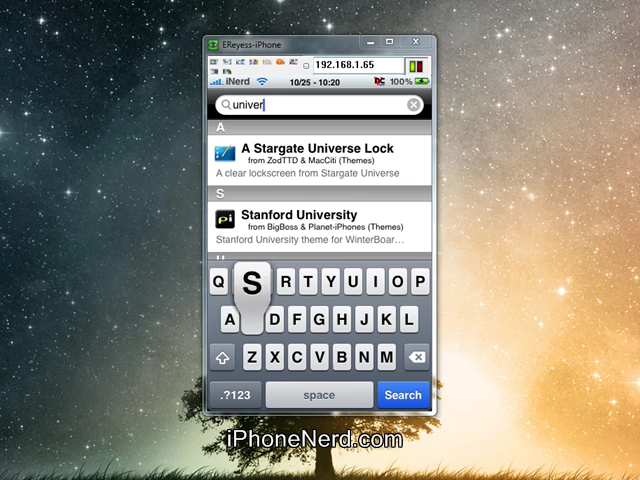 EReyess-iPhone
192.168.1.65
iNerd
10/25 - 10:20
100%
univer
A
A Stargate Universe Lock
from ZodTTD & MacCiti (Themes)
A clear lockscreen from Stargate Universe
S
pi
Stanford University
from BigBoss & Planet-iPhones (Themes)
Stanford University theme for WinterBoar…
Q S R T Y U I O P
A D F G H J K L
Z X C V B N M
.?123 space Search
iPhoneNerd.com